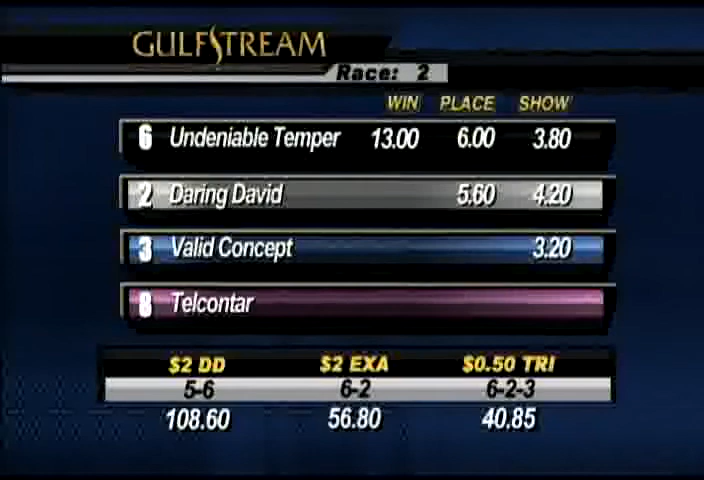 GULFSTREAM
Race: 2
WIN PLACE SHOW
6 Undeniable Temper 13.00 6.00 3.80
2 Daring David 5.60 4.20
3 Valid Concept 3.20
8 Telcontar
$2 DD $2 EXA $0.50 TRI
5-6 6-2 6-2-3
108.60 56.80 40.85